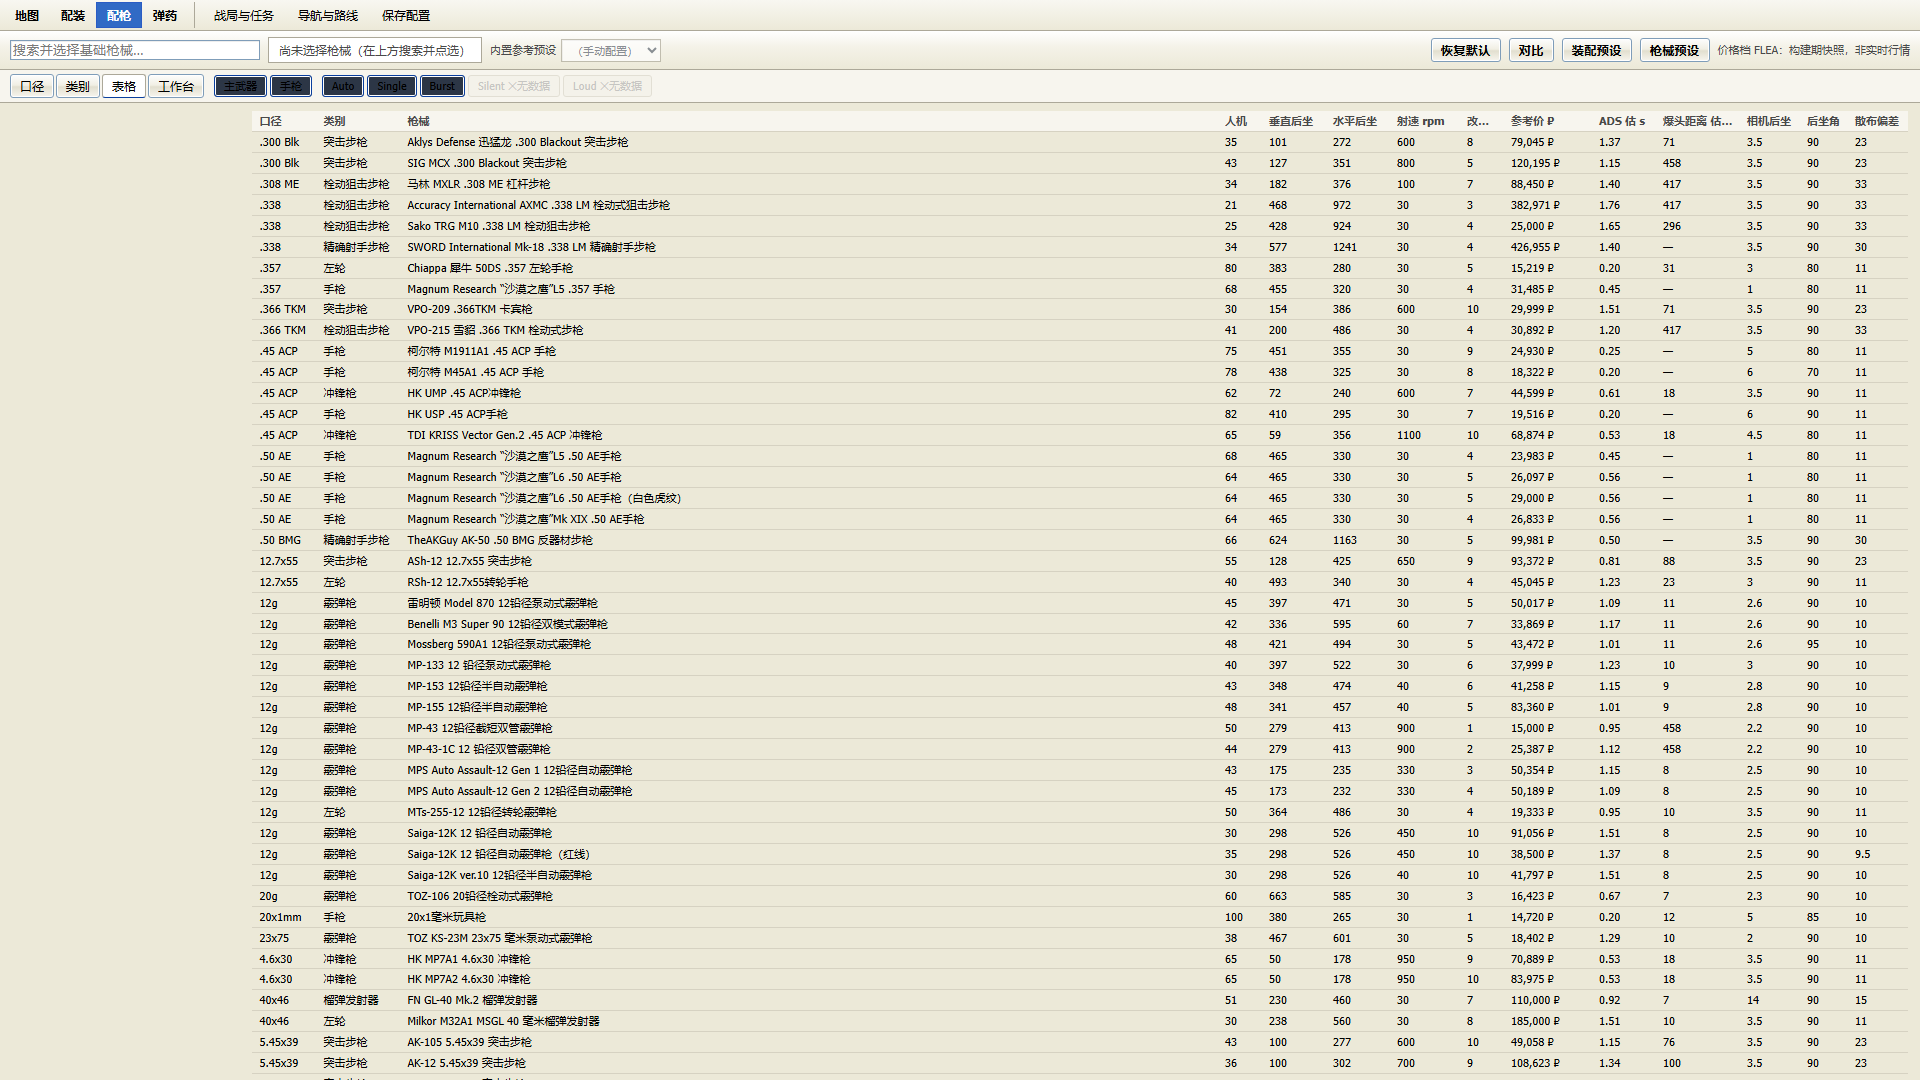 地图 配装 配枪 弹药 战局与任务 导航与路线 保存配置
搜索并选择基础枪械... 尚未选择枪械（在上方搜索并点选） 内置参考预设 （手动配置） 恢复默认 对比 装配预设 枪械预设 价格档 FLEA：构建期快照，非实时行情
口径 类别 表格 工作台 主武器 手枪 Auto Single Burst Silent ×无数据 Loud ×无数据
口径 类别 枪械 人机 垂直后坐 水平后坐 射速 rpm 改... 参考价 ₽ ADS 估 s 爆头距离 估... 相机后坐 后坐角 散布偏差
.300 Blk 突击步枪 Aklys Defense 迅猛龙 .300 Blackout 突击步枪 35 101 272 600 8 79,045 ₽ 1.37 71 3.5 90 23
.300 Blk 突击步枪 SIG MCX .300 Blackout 突击步枪 43 127 351 800 5 120,195 ₽ 1.15 458 3.5 90 23
.308 ME 栓动狙击步枪 马林 MXLR .308 ME 杠杆步枪 34 182 376 100 7 88,450 ₽ 1.40 417 3.5 90 33
.338 栓动狙击步枪 Accuracy International AXMC .338 LM 栓动式狙击步枪 21 468 972 30 3 382,971 ₽ 1.76 417 3.5 90 33
.338 栓动狙击步枪 Sako TRG M10 .338 LM 栓动狙击步枪 25 428 924 30 4 25,000 ₽ 1.65 296 3.5 90 33
.338 精确射手步枪 SWORD International Mk-18 .338 LM 精确射手步枪 34 577 1241 30 4 426,955 ₽ 1.40 — 3.5 90 30
.357 左轮 Chiappa 犀牛 50DS .357 左轮手枪 80 383 280 30 5 15,219 ₽ 0.20 31 3 80 11
.357 手枪 Magnum Research “沙漠之鹰”L5 .357 手枪 68 455 320 30 4 31,485 ₽ 0.45 — 1 80 11
.366 TKM 突击步枪 VPO-209 .366TKM 卡宾枪 30 154 386 600 10 29,999 ₽ 1.51 71 3.5 90 23
.366 TKM 栓动狙击步枪 VPO-215 雪貂 .366 TKM 栓动式步枪 41 200 486 30 4 30,892 ₽ 1.20 417 3.5 90 33
.45 ACP 手枪 柯尔特 M1911A1 .45 ACP 手枪 75 451 355 30 9 24,930 ₽ 0.25 — 5 80 11
.45 ACP 手枪 柯尔特 M45A1 .45 ACP 手枪 78 438 325 30 8 18,322 ₽ 0.20 — 6 70 11
.45 ACP 冲锋枪 HK UMP .45 ACP冲锋枪 62 72 240 600 7 44,599 ₽ 0.61 18 3.5 90 11
.45 ACP 手枪 HK USP .45 ACP手枪 82 410 295 30 7 19,516 ₽ 0.20 — 6 90 11
.45 ACP 冲锋枪 TDI KRISS Vector Gen.2 .45 ACP 冲锋枪 65 59 356 1100 10 68,874 ₽ 0.53 18 4.5 80 11
.50 AE 手枪 Magnum Research “沙漠之鹰”L5 .50 AE手枪 68 465 330 30 4 23,983 ₽ 0.45 — 1 80 11
.50 AE 手枪 Magnum Research “沙漠之鹰”L6 .50 AE手枪 64 465 330 30 5 26,097 ₽ 0.56 — 1 80 11
.50 AE 手枪 Magnum Research “沙漠之鹰”L6 .50 AE手枪（白色虎纹） 64 465 330 30 5 29,000 ₽ 0.56 — 1 80 11
.50 AE 手枪 Magnum Research “沙漠之鹰”Mk XIX .50 AE手枪 64 465 330 30 4 26,833 ₽ 0.56 — 1 80 11
.50 BMG 精确射手步枪 TheAKGuy AK-50 .50 BMG 反器材步枪 66 624 1163 30 5 99,981 ₽ 0.50 — 3.5 90 30
12.7x55 突击步枪 ASh-12 12.7x55 突击步枪 55 128 425 650 9 93,372 ₽ 0.81 88 3.5 90 23
12.7x55 左轮 RSh-12 12.7x55转轮手枪 40 493 340 30 4 45,045 ₽ 1.23 23 3 90 11
12g 霰弹枪 雷明顿 Model 870 12铅径泵动式霰弹枪 45 397 471 30 5 50,017 ₽ 1.09 11 2.6 90 10
12g 霰弹枪 Benelli M3 Super 90 12铅径双模式霰弹枪 42 336 595 60 7 33,869 ₽ 1.17 11 2.6 90 10
12g 霰弹枪 Mossberg 590A1 12铅径泵动式霰弹枪 48 421 494 30 5 43,472 ₽ 1.01 11 2.6 95 10
12g 霰弹枪 MP-133 12 铅径泵动式霰弹枪 40 397 522 30 6 37,999 ₽ 1.23 10 3 90 10
12g 霰弹枪 MP-153 12铅径半自动霰弹枪 43 348 474 40 6 41,258 ₽ 1.15 9 2.8 90 10
12g 霰弹枪 MP-155 12铅径半自动霰弹枪 48 341 457 40 5 83,360 ₽ 1.01 9 2.8 90 10
12g 霰弹枪 MP-43 12铅径截短双管霰弹枪 50 279 413 900 1 15,000 ₽ 0.95 458 2.2 90 10
12g 霰弹枪 MP-43-1C 12 铅径双管霰弹枪 44 279 413 900 2 25,387 ₽ 1.12 458 2.2 90 10
12g 霰弹枪 MPS Auto Assault-12 Gen 1 12铅径自动霰弹枪 43 175 235 330 3 50,354 ₽ 1.15 8 2.5 90 10
12g 霰弹枪 MPS Auto Assault-12 Gen 2 12铅径自动霰弹枪 45 173 232 330 4 50,189 ₽ 1.09 8 2.5 90 10
12g 左轮 MTs-255-12 12铅径转轮霰弹枪 50 364 486 30 4 19,333 ₽ 0.95 10 3.5 90 11
12g 霰弹枪 Saiga-12K 12 铅径自动霰弹枪 30 298 526 450 10 91,056 ₽ 1.51 8 2.5 90 10
12g 霰弹枪 Saiga-12K 12 铅径自动霰弹枪（红线） 35 298 526 450 10 38,500 ₽ 1.37 8 2.5 90 9.5
12g 霰弹枪 Saiga-12K ver.10 12铅径半自动霰弹枪 30 298 526 40 10 41,797 ₽ 1.51 8 2.5 90 10
20g 霰弹枪 TOZ-106 20铅径栓动式霰弹枪 60 663 585 30 3 16,423 ₽ 0.67 7 2.3 90 10
20x1mm 手枪 20x1毫米玩具枪 100 380 265 30 1 14,720 ₽ 0.20 12 5 85 10
23x75 霰弹枪 TOZ KS-23M 23x75 毫米泵动式霰弹枪 38 467 601 30 5 18,402 ₽ 1.29 10 2 90 10
4.6x30 冲锋枪 HK MP7A1 4.6x30 冲锋枪 65 50 178 950 9 70,889 ₽ 0.53 18 3.5 90 11
4.6x30 冲锋枪 HK MP7A2 4.6x30 冲锋枪 65 50 178 950 10 83,975 ₽ 0.53 18 3.5 90 11
40x46 榴弹发射器 FN GL-40 Mk.2 榴弹发射器 51 230 460 30 7 110,000 ₽ 0.92 7 14 90 15
40x46 左轮 Milkor M32A1 MSGL 40 毫米榴弹发射器 30 238 560 30 8 185,000 ₽ 1.51 10 3.5 90 11
5.45x39 突击步枪 AK-105 5.45x39 突击步枪 43 100 277 600 10 49,058 ₽ 1.15 76 3.5 90 23
5.45x39 突击步枪 AK-12 5.45x39 突击步枪 36 100 302 700 9 108,623 ₽ 1.34 100 3.5 90 23